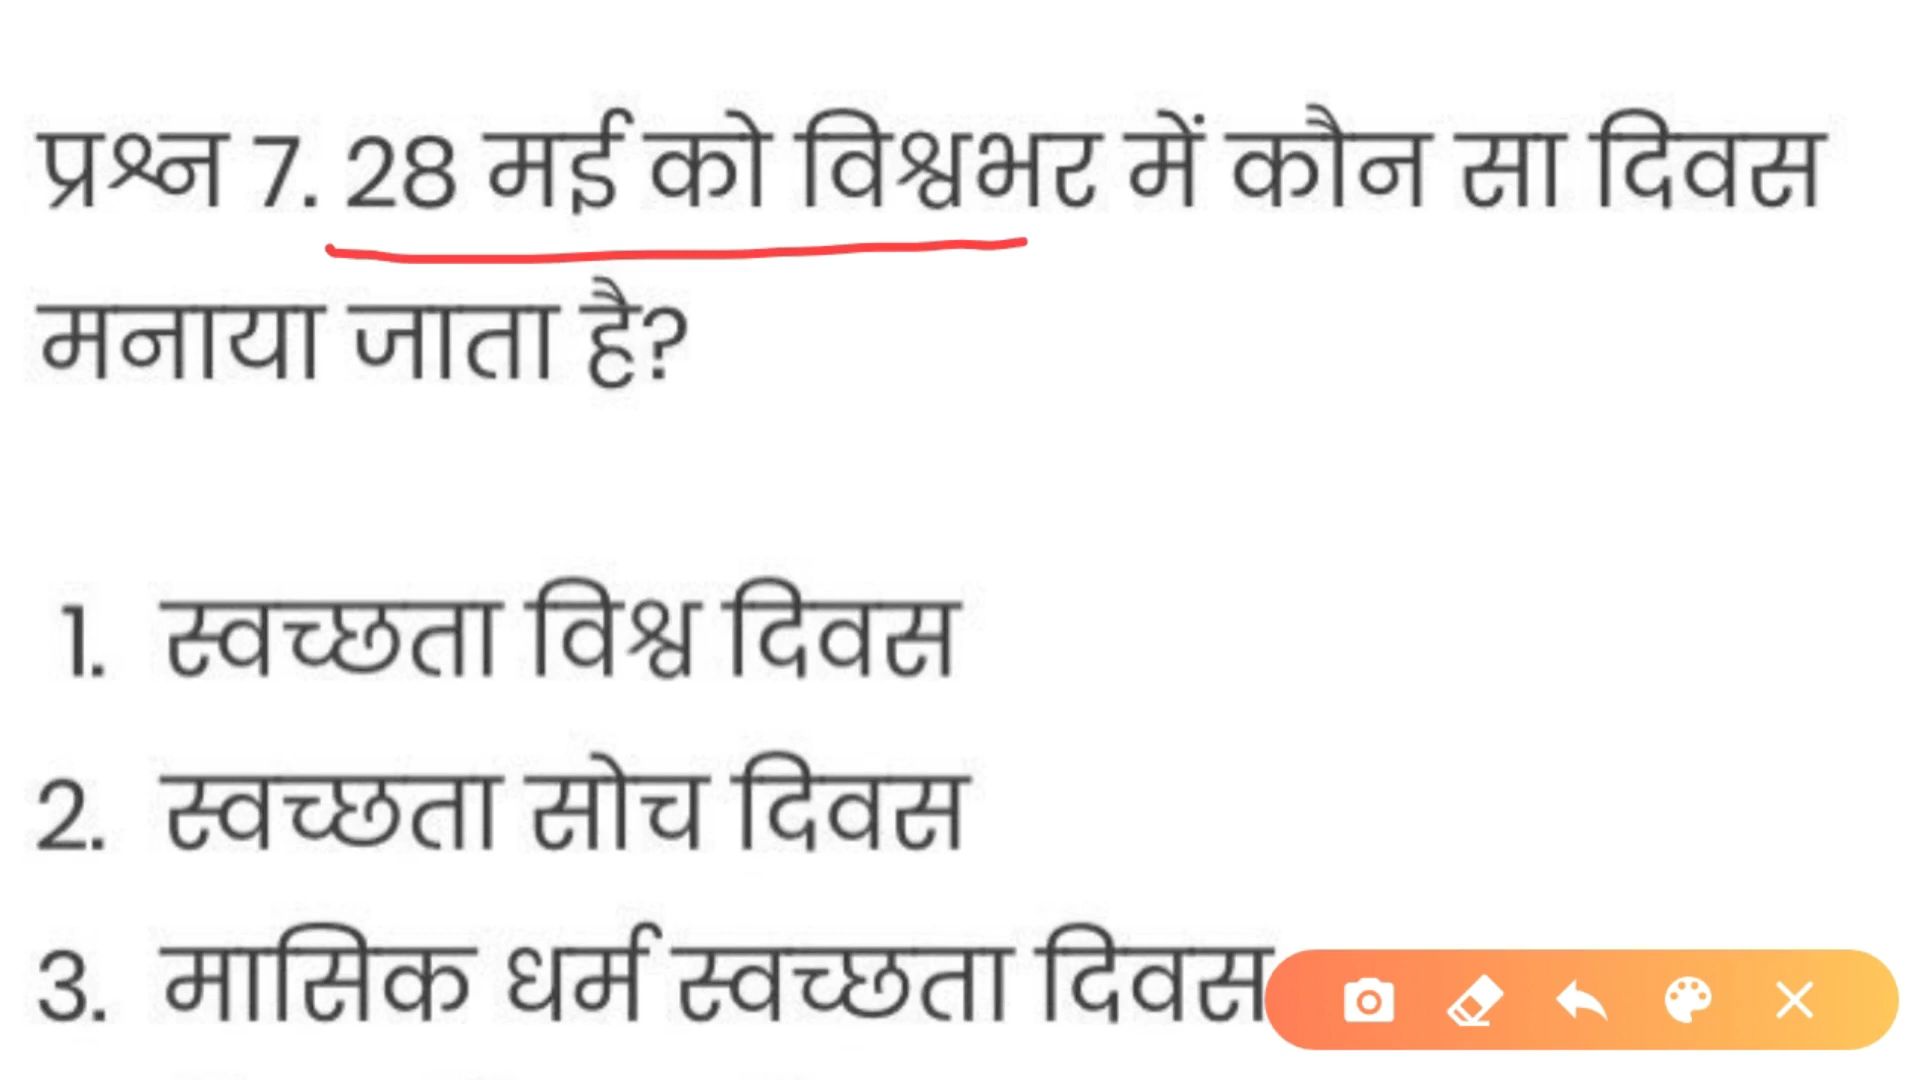 प्रश्न 7. 28 मई को विश्वभर में कौन सा दिवस
मनाया जाता है?
1. स्वच्छता विश्व दिवस
2. स्वच्छता सोच दिवस
3. मासिक धर्म स्वच्छता दिवस